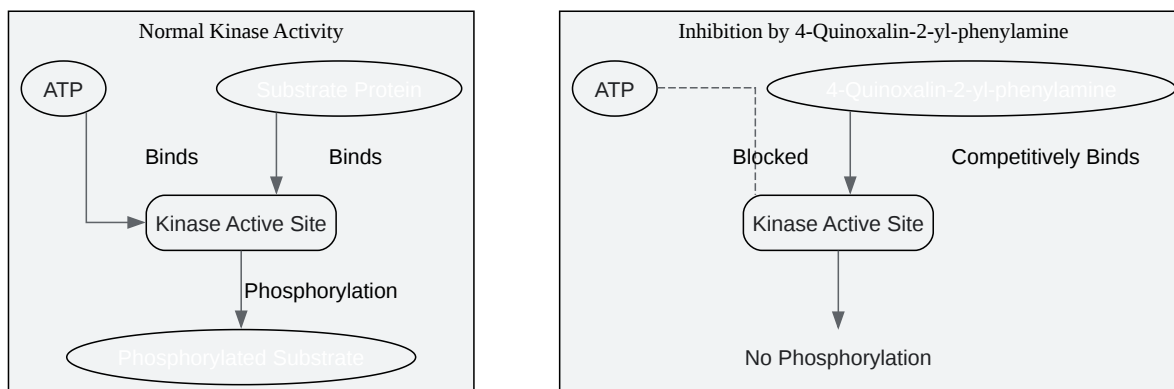 Normal Kinase Activity
ATP
Substrate Protein
Binds
Binds
Kinase Active Site
Phosphorylation
Phosphorylated Substrate
Inhibition by 4-Quinoxalin-2-yl-phenylamine
ATP
4-Quinoxalin-2-yl-phenylamine
Blocked
Competitively Binds
Kinase Active Site
No Phosphorylation